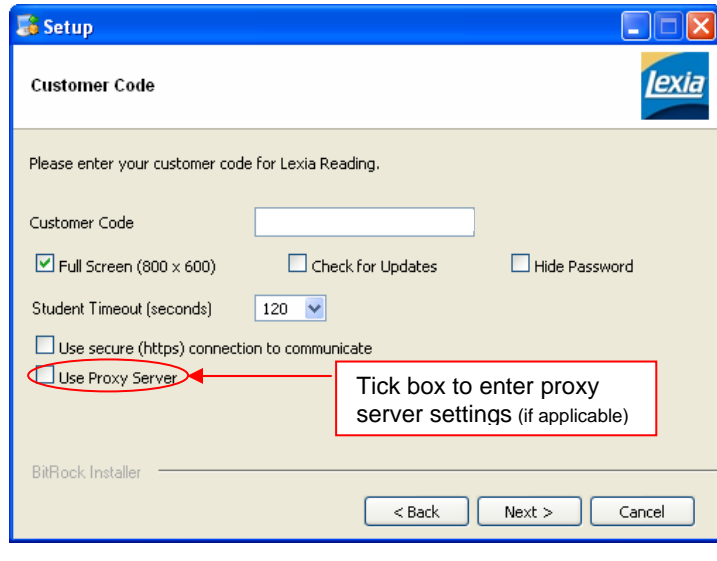 Setup
Customer Code
lexia
Please enter your customer code for Lexia Reading.
Customer Code
Full Screen (800 x 600) Check for Updates Hide Password
Student Timeout (seconds) 120
Use secure (https) connection to communicate
Use Proxy Server
Tick box to enter proxy
server settings (if applicable)
BitRock Installer
< Back Next > Cancel